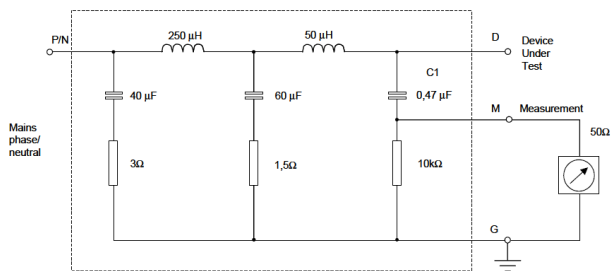 P/N
250 µH
50 µH
D
Device
Under
Test
C1
40 µF
60 µF
0,47 µF
M
Measurement
50Ω
Mains
phase/
neutral
3Ω
1,5Ω
10kΩ
G